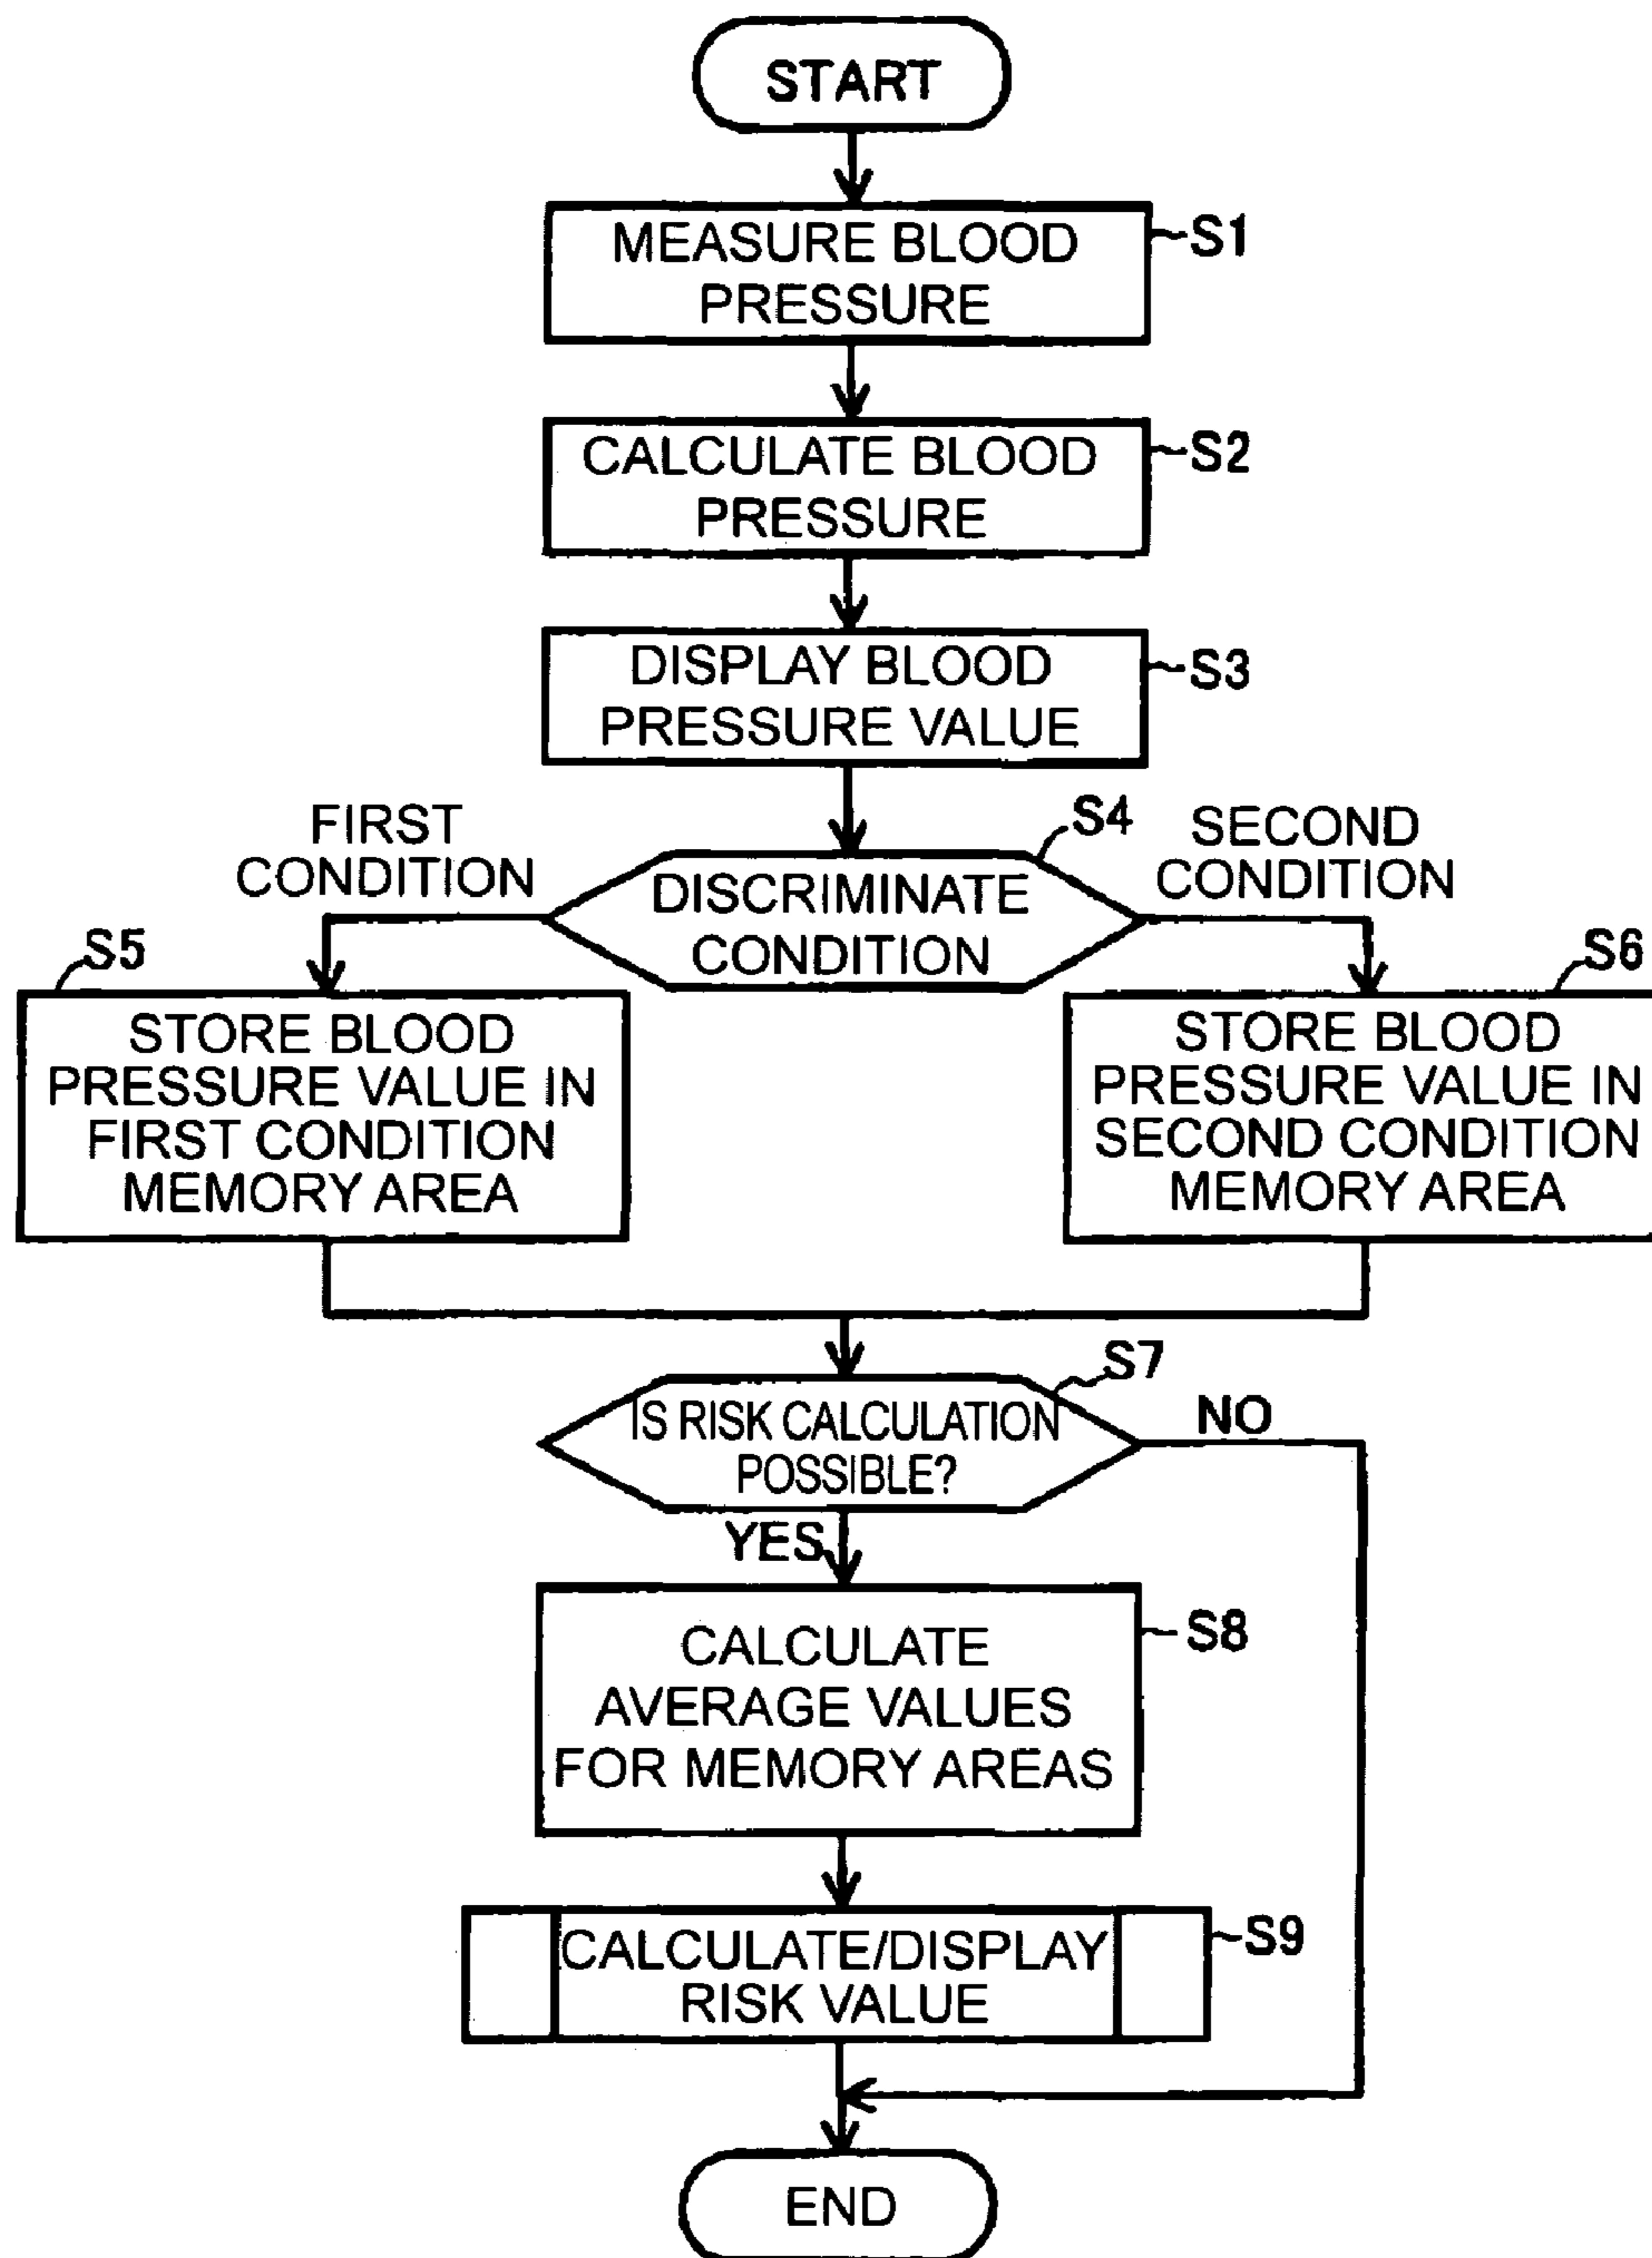 START
MEASURE BLOOD
PRESSURE
S1
CALCULATE BLOOD
PRESSURE
S2
DISPLAY BLOOD
PRESSURE VALUE
S3
FIRST
CONDITION
S4
SECOND
CONDITION
DISCRIMINATE
CONDITION
S5
STORE BLOOD
PRESSURE VALUE IN
FIRST CONDITION
MEMORY AREA
S6
STORE BLOOD
PRESSURE VALUE IN
SECOND CONDITION
MEMORY AREA
S7
IS RISK CALCULATION
POSSIBLE?
NO
YES
CALCULATE
AVERAGE VALUES
FOR MEMORY AREAS
S8
CALCULATE/DISPLAY
RISK VALUE
S9
END